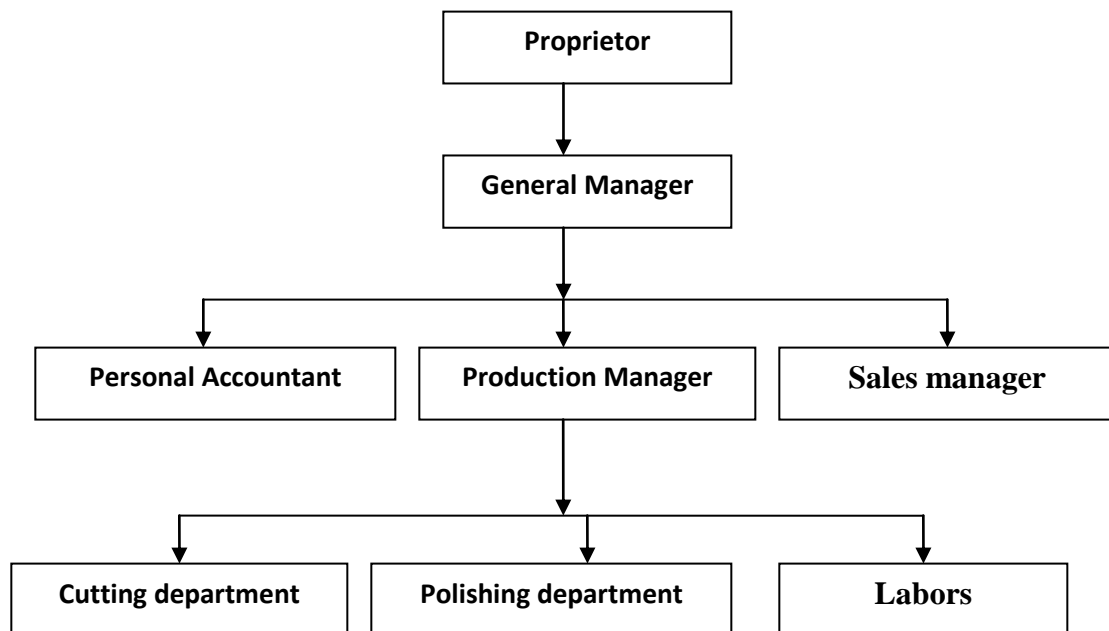 Proprietor
General Manager
Personal Accountant
Production Manager
Sales manager
Cutting department
Polishing department
Labors